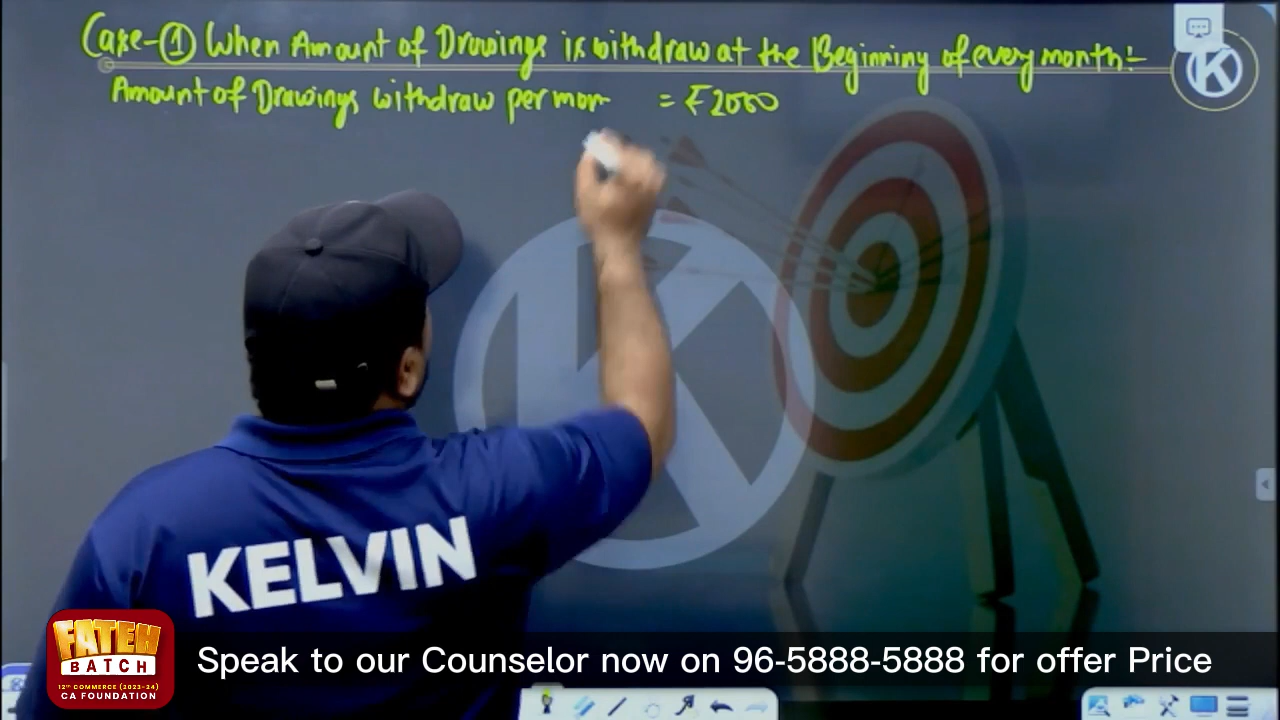 Case-① When Amount of Drawings is withdraw at the Beginning of every month:-
Amount of Drawings withdraw per mon = ₹2000
K
K
KELVIN
FATEH
BATCH
12th COMMERCE (2023-24)
CA FOUNDATION
Speak to our Counselor now on 96-5888-5888 for offer Price